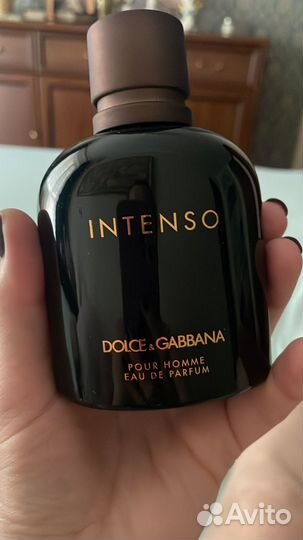 INTENSO
DOLCE & GABBANA
POUR HOMME
EAU DE PARFUM
Avito